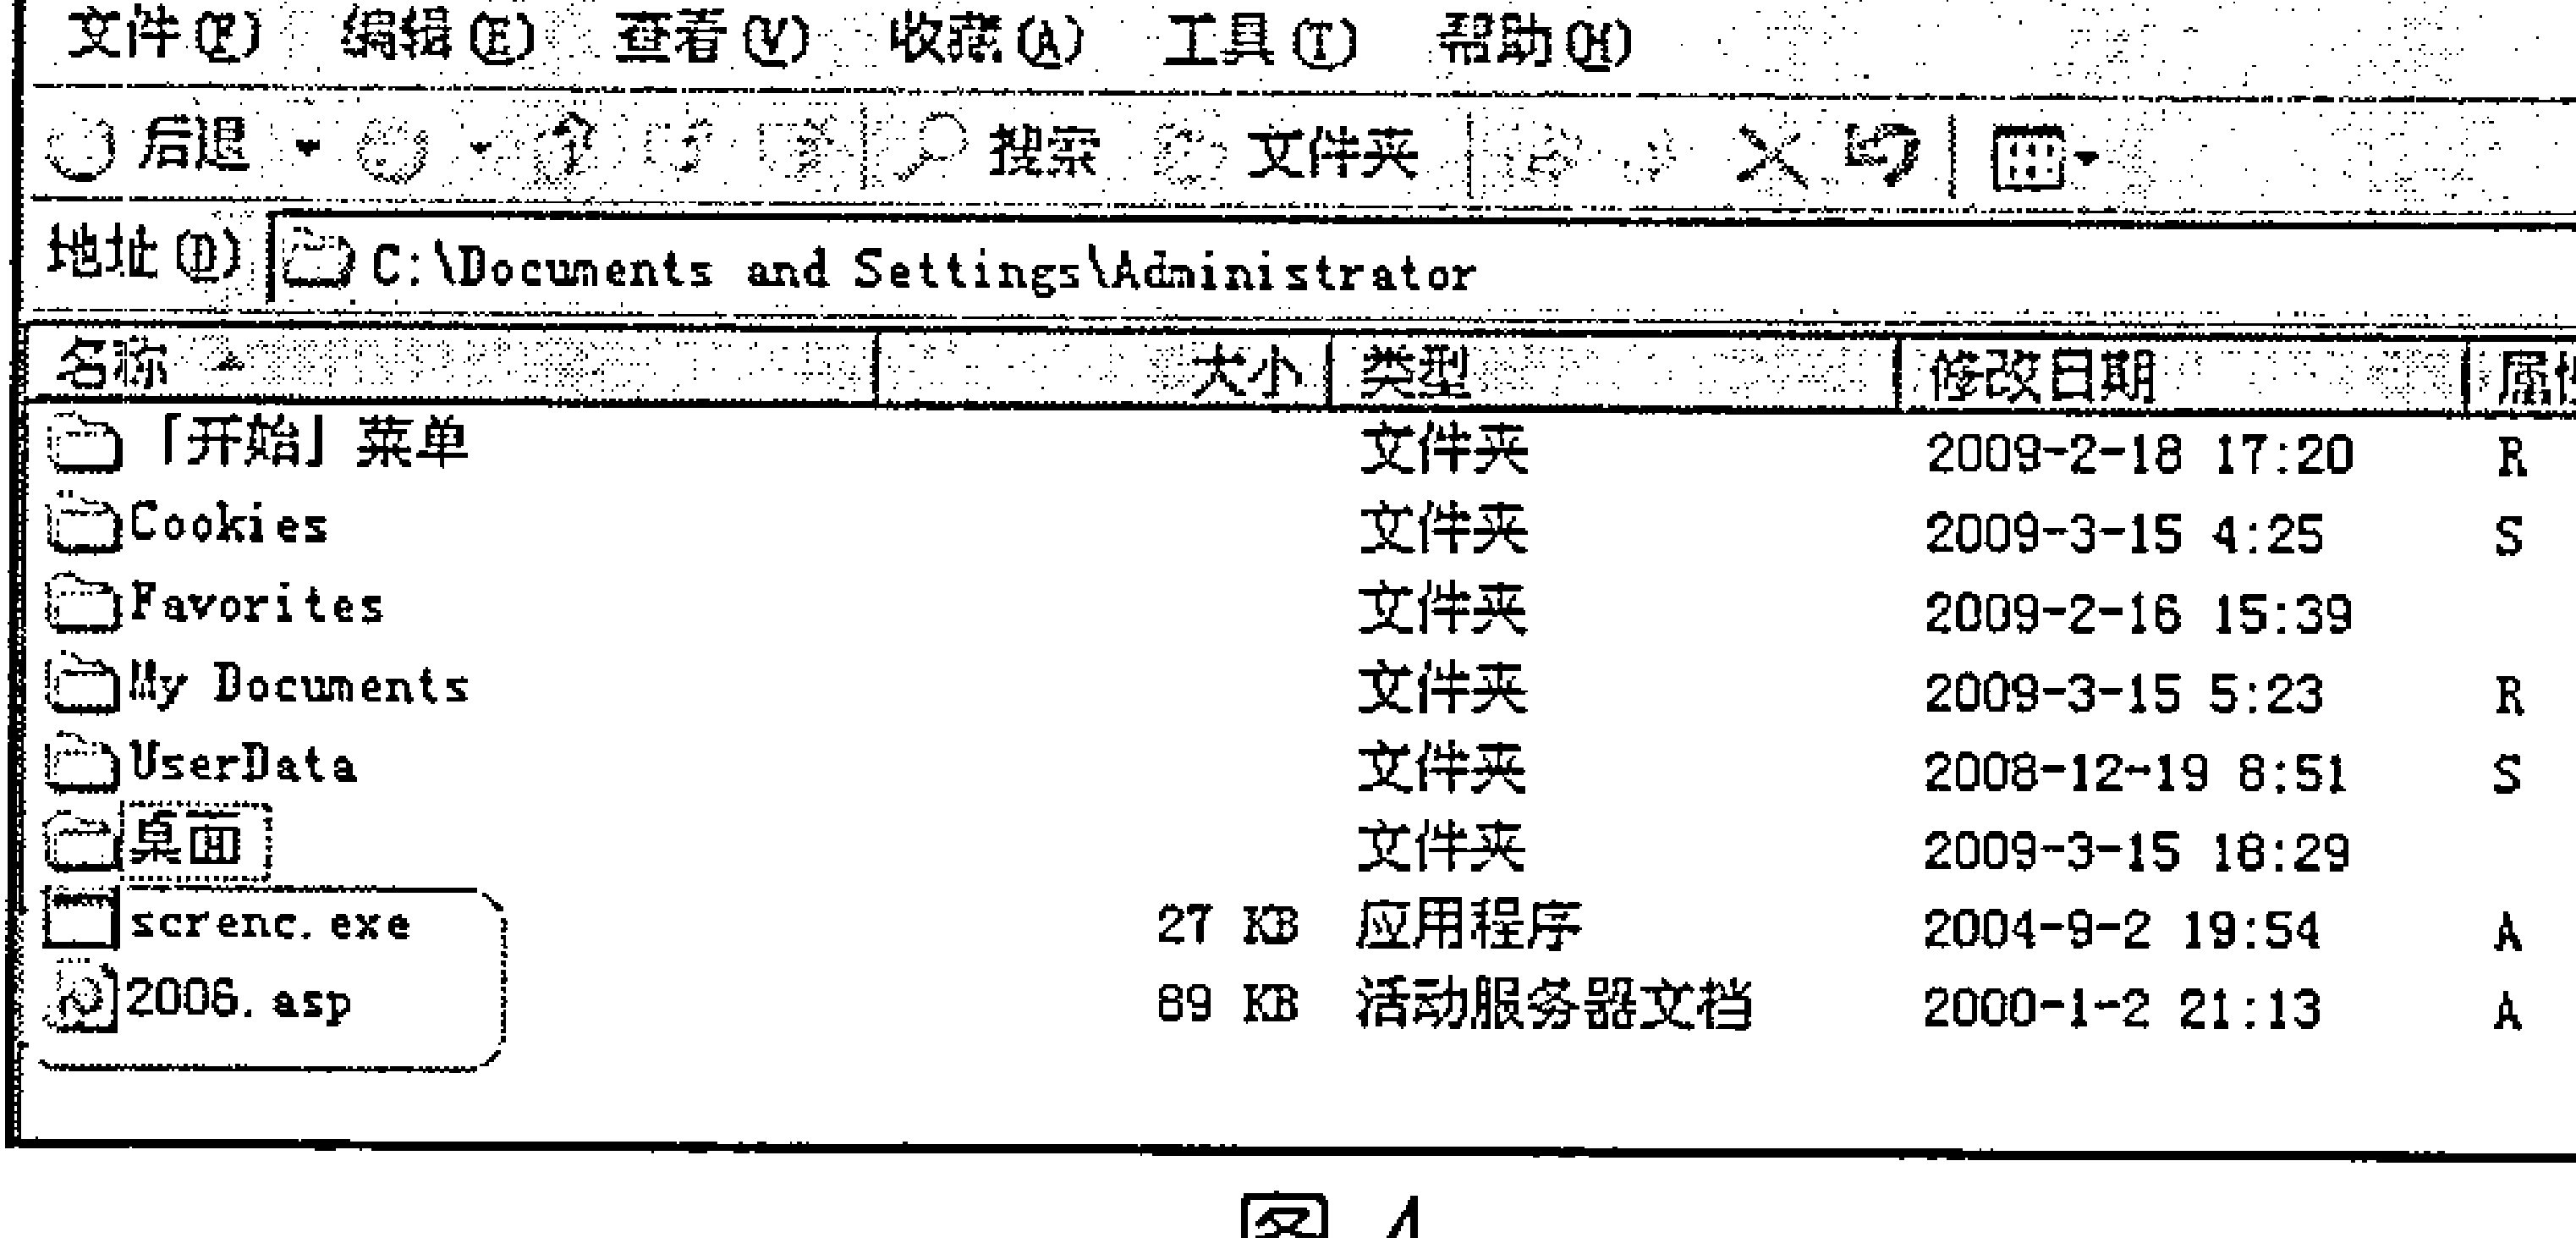 文件(F) 编辑(E) 查看(V) 收藏(A) 工具(T) 帮助(H)
后退 搜索 文件夹
地址(D) C:\Documents and Settings\Administrator
名称 大小 类型 修改日期 属性
「开始」菜单 文件夹 2009-2-18 17:20 R
Cookies 文件夹 2009-3-15 4:25 S
Favorites 文件夹 2009-2-16 15:39
My Documents 文件夹 2009-3-15 5:23 R
UserData 文件夹 2008-12-19 8:51 S
桌面 文件夹 2009-3-15 18:29
screnc.exe 27 KB 应用程序 2004-9-2 19:54 A
2006.asp 89 KB 活动服务器文档 2000-1-2 21:13 A
图 4